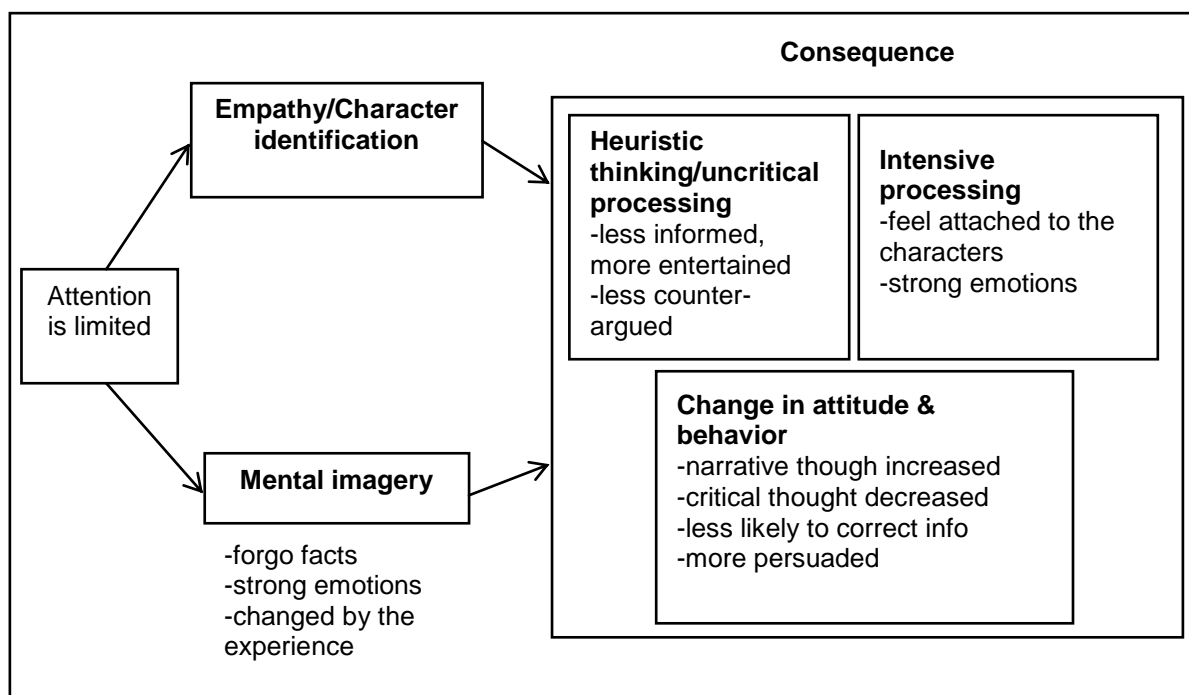 Consequence
Empathy/Character
identification
Heuristic
thinking/uncritical
processing
-less informed,
more entertained
-less counter-
argued
Intensive
processing
-feel attached to the
characters
-strong emotions
Attention
is limited
Change in attitude &
behavior
-narrative though increased
-critical thought decreased
-less likely to correct info
-more persuaded
Mental imagery
-forgo facts
-strong emotions
-changed by the
experience